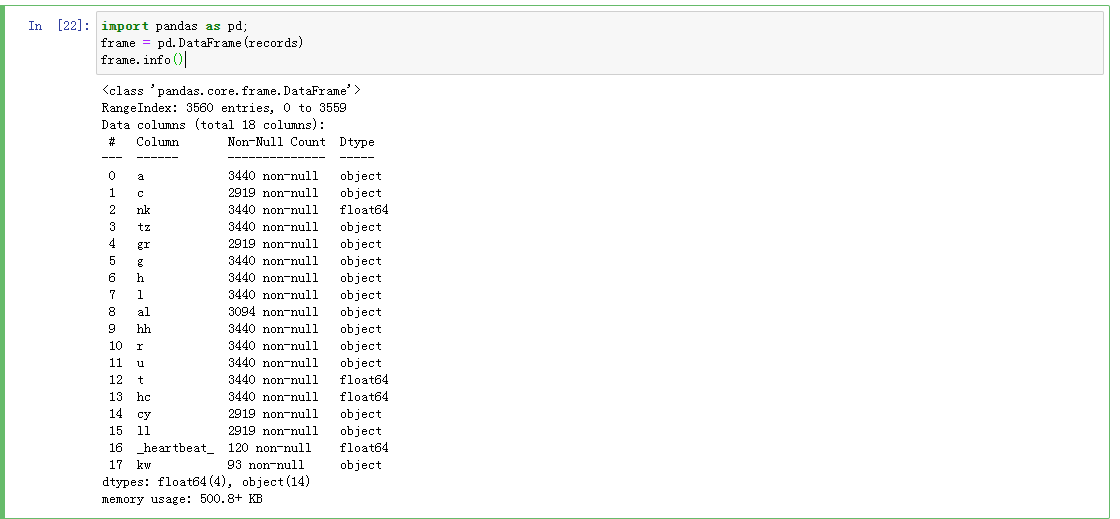 In [22]: import pandas as pd;
frame = pd.DataFrame(records)
frame.info()
<class 'pandas.core.frame.DataFrame'>
RangeIndex: 3560 entries, 0 to 3559
Data columns (total 18 columns):
 #   Column       Non-Null Count  Dtype
---  ------       --------------  -----
 0   a            3440 non-null   object
 1   c            2919 non-null   object
 2   nk           3440 non-null   float64
 3   tz           3440 non-null   object
 4   gr           2919 non-null   object
 5   g            3440 non-null   object
 6   h            3440 non-null   object
 7   l            3440 non-null   object
 8   al           3094 non-null   object
 9   hh           3440 non-null   object
 10  r            3440 non-null   object
 11  u            3440 non-null   object
 12  t            3440 non-null   float64
 13  hc           3440 non-null   float64
 14  cy           2919 non-null   object
 15  ll           2919 non-null   object
 16  _heartbeat_  120 non-null    float64
 17  kw           93 non-null     object
dtypes: float64(4), object(14)
memory usage: 500.8+ KB